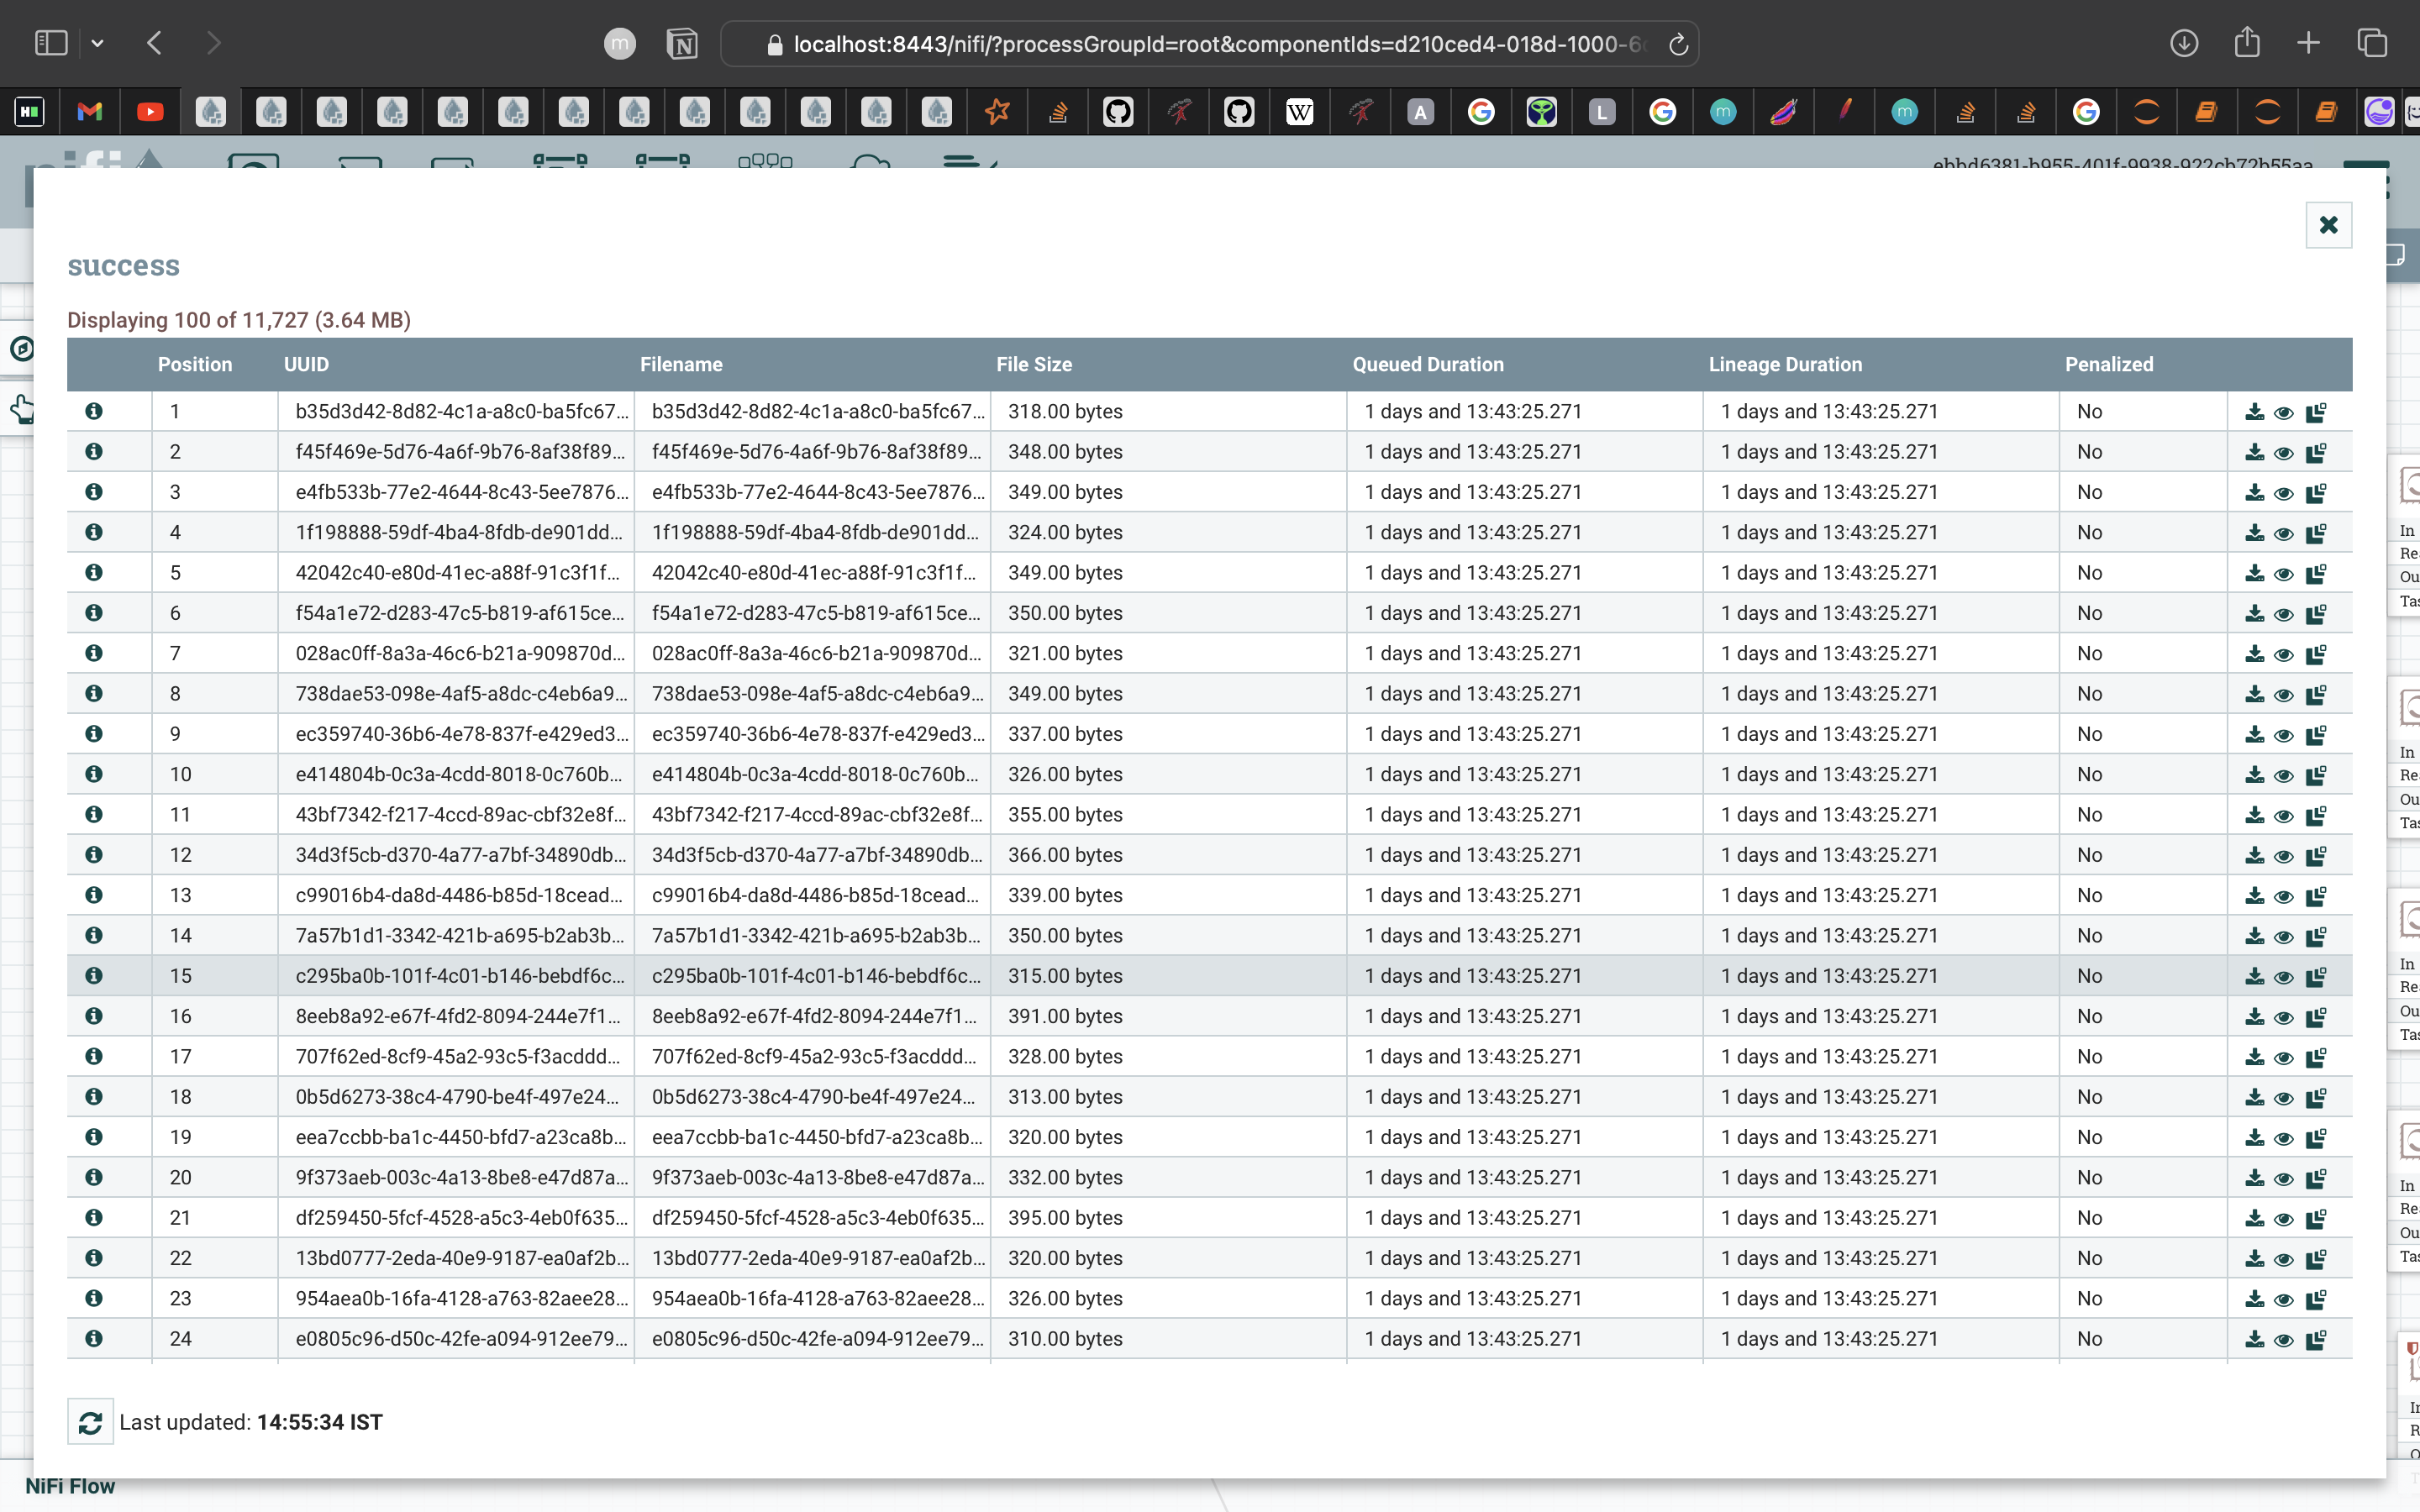 localhost:8443/nifi/?processGroupId=root&componentIds=d210ced4-018d-1000-6
ebbd6381-b955-401f-9938-922cb72b55aa
success
Displaying 100 of 11,727 (3.64 MB)
Position UUID Filename File Size Queued Duration Lineage Duration Penalized
1 b35d3d42-8d82-4c1a-a8c0-ba5fc67... b35d3d42-8d82-4c1a-a8c0-ba5fc67... 318.00 bytes 1 days and 13:43:25.271 1 days and 13:43:25.271 No
2 f45f469e-5d76-4a6f-9b76-8af38f89... f45f469e-5d76-4a6f-9b76-8af38f89... 348.00 bytes 1 days and 13:43:25.271 1 days and 13:43:25.271 No
3 e4fb533b-77e2-4644-8c43-5ee7876... e4fb533b-77e2-4644-8c43-5ee7876... 349.00 bytes 1 days and 13:43:25.271 1 days and 13:43:25.271 No
4 1f198888-59df-4ba4-8fdb-de901dd... 1f198888-59df-4ba4-8fdb-de901dd... 324.00 bytes 1 days and 13:43:25.271 1 days and 13:43:25.271 No
5 42042c40-e80d-41ec-a88f-91c3f1f... 42042c40-e80d-41ec-a88f-91c3f1f... 349.00 bytes 1 days and 13:43:25.271 1 days and 13:43:25.271 No
6 f54a1e72-d283-47c5-b819-af615ce... f54a1e72-d283-47c5-b819-af615ce... 350.00 bytes 1 days and 13:43:25.271 1 days and 13:43:25.271 No
7 028ac0ff-8a3a-46c6-b21a-909870d... 028ac0ff-8a3a-46c6-b21a-909870d... 321.00 bytes 1 days and 13:43:25.271 1 days and 13:43:25.271 No
8 738dae53-098e-4af5-a8dc-c4eb6a9... 738dae53-098e-4af5-a8dc-c4eb6a9... 349.00 bytes 1 days and 13:43:25.271 1 days and 13:43:25.271 No
9 ec359740-36b6-4e78-837f-e429ed3... ec359740-36b6-4e78-837f-e429ed3... 337.00 bytes 1 days and 13:43:25.271 1 days and 13:43:25.271 No
10 e414804b-0c3a-4cdd-8018-0c760b... e414804b-0c3a-4cdd-8018-0c760b... 326.00 bytes 1 days and 13:43:25.271 1 days and 13:43:25.271 No
11 43bf7342-f217-4ccd-89ac-cbf32e8f... 43bf7342-f217-4ccd-89ac-cbf32e8f... 355.00 bytes 1 days and 13:43:25.271 1 days and 13:43:25.271 No
12 34d3f5cb-d370-4a77-a7bf-34890db... 34d3f5cb-d370-4a77-a7bf-34890db... 366.00 bytes 1 days and 13:43:25.271 1 days and 13:43:25.271 No
13 c99016b4-da8d-4486-b85d-18cead... c99016b4-da8d-4486-b85d-18cead... 339.00 bytes 1 days and 13:43:25.271 1 days and 13:43:25.271 No
14 7a57b1d1-3342-421b-a695-b2ab3b... 7a57b1d1-3342-421b-a695-b2ab3b... 350.00 bytes 1 days and 13:43:25.271 1 days and 13:43:25.271 No
15 c295ba0b-101f-4c01-b146-bebdf6c... c295ba0b-101f-4c01-b146-bebdf6c... 315.00 bytes 1 days and 13:43:25.271 1 days and 13:43:25.271 No
16 8eeb8a92-e67f-4fd2-8094-244e7f1... 8eeb8a92-e67f-4fd2-8094-244e7f1... 391.00 bytes 1 days and 13:43:25.271 1 days and 13:43:25.271 No
17 707f62ed-8cf9-45a2-93c5-f3acddd... 707f62ed-8cf9-45a2-93c5-f3acddd... 328.00 bytes 1 days and 13:43:25.271 1 days and 13:43:25.271 No
18 0b5d6273-38c4-4790-be4f-497e24... 0b5d6273-38c4-4790-be4f-497e24... 313.00 bytes 1 days and 13:43:25.271 1 days and 13:43:25.271 No
19 eea7ccbb-ba1c-4450-bfd7-a23ca8b... eea7ccbb-ba1c-4450-bfd7-a23ca8b... 320.00 bytes 1 days and 13:43:25.271 1 days and 13:43:25.271 No
20 9f373aeb-003c-4a13-8be8-e47d87a... 9f373aeb-003c-4a13-8be8-e47d87a... 332.00 bytes 1 days and 13:43:25.271 1 days and 13:43:25.271 No
21 df259450-5fcf-4528-a5c3-4eb0f635... df259450-5fcf-4528-a5c3-4eb0f635... 395.00 bytes 1 days and 13:43:25.271 1 days and 13:43:25.271 No
22 13bd0777-2eda-40e9-9187-ea0af2b... 13bd0777-2eda-40e9-9187-ea0af2b... 320.00 bytes 1 days and 13:43:25.271 1 days and 13:43:25.271 No
23 954aea0b-16fa-4128-a763-82aee28... 954aea0b-16fa-4128-a763-82aee28... 326.00 bytes 1 days and 13:43:25.271 1 days and 13:43:25.271 No
24 e0805c96-d50c-42fe-a094-912ee79... e0805c96-d50c-42fe-a094-912ee79... 310.00 bytes 1 days and 13:43:25.271 1 days and 13:43:25.271 No
Last updated: 14:55:34 IST
NiFi Flow